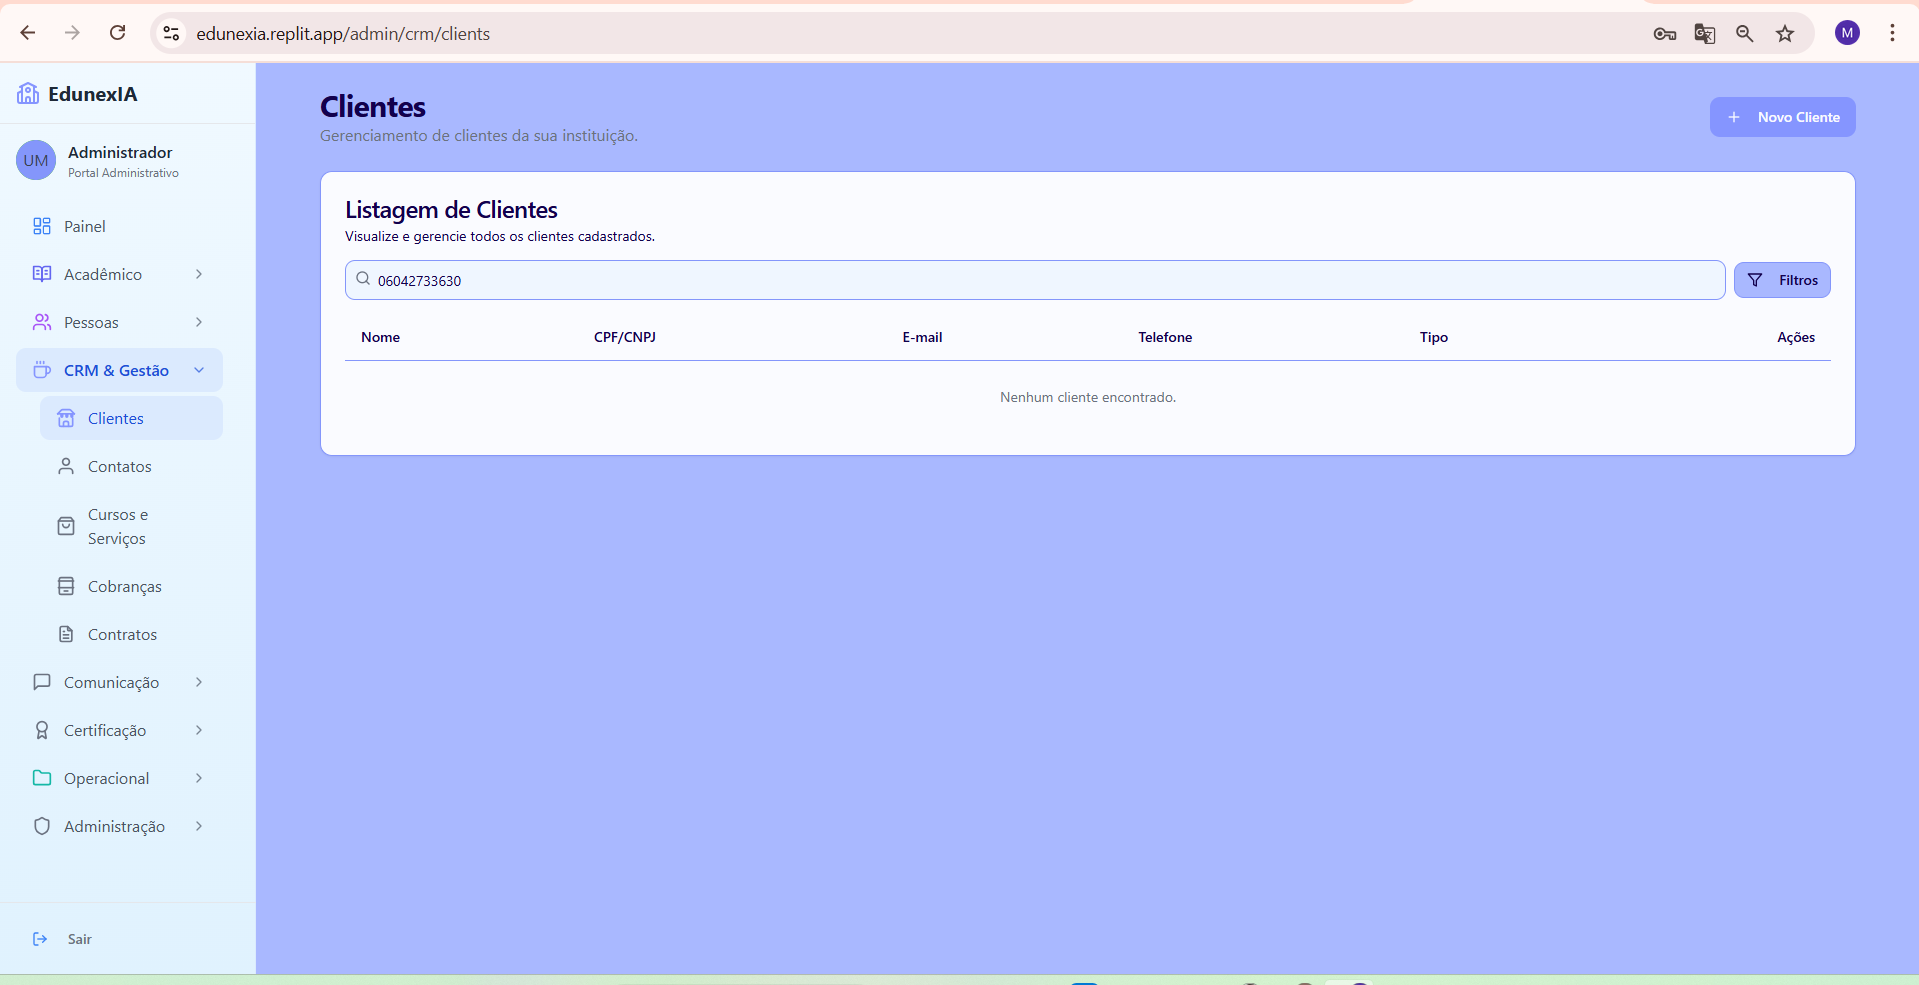 edunexia.replit.app/admin/crm/clients
M
EdunexIA
UM
Administrador
Portal Administrativo
Painel
Acadêmico
Pessoas
CRM & Gestão
Clientes
Contatos
Cursos e
Serviços
Cobranças
Contratos
Comunicação
Certificação
Operacional
Administração
Sair
Clientes
Gerenciamento de clientes da sua instituição.
+ Novo Cliente
Listagem de Clientes
Visualize e gerencie todos os clientes cadastrados.
06042733630
Filtros
Nome CPF/CNPJ E-mail Telefone Tipo Ações
Nenhum cliente encontrado.